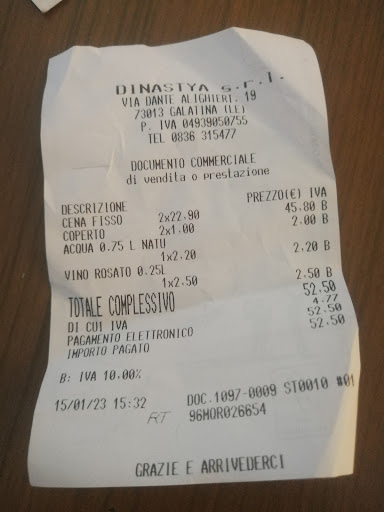 DINASTYA s.r.l.
VIA DANTE ALIGHIERI, 19
73013 GALATINA (LE)
P. IVA 04939050755
TEL 0836 315477
DOCUMENTO COMMERCIALE
di vendita o prestazione
DESCRIZIONE PREZZO(€) IVA
CENA FISSO 2x22.90 45.80 B
COPERTO 2x1.00 2.00 B
ACQUA 0.75 L NATU
1x2.20 2.20 B
VINO ROSATO 0.25L
1x2.50 2.50 B
TOTALE COMPLESSIVO 52.50
DI CUI IVA 4.77
PAGAMENTO ELETTRONICO 52.50
IMPORTO PAGATO 52.50
B: IVA 10.00%
15/01/23 15:32 DOC.1097-0009 ST0010 #01
RT 96MOR026654
GRAZIE E ARRIVEDERCI